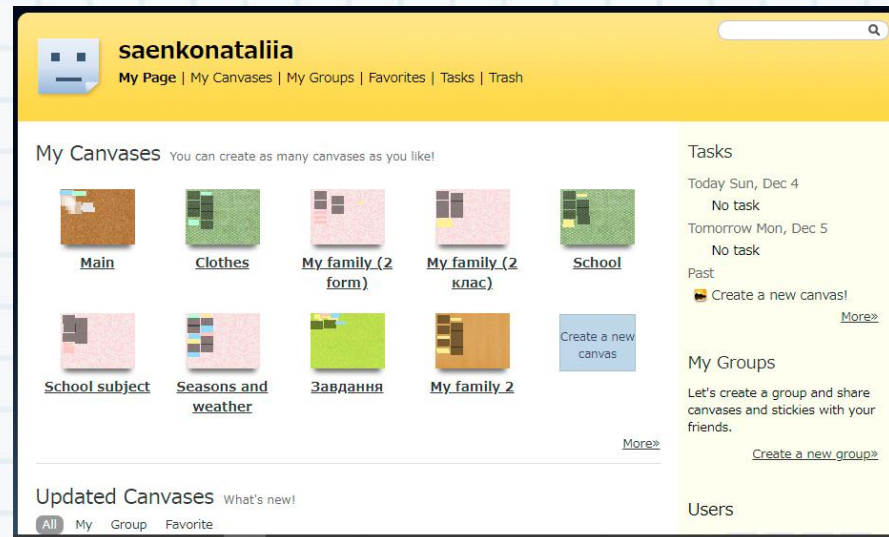 saenkonataliia
My Page | My Canvases | My Groups | Favorites | Tasks | Trash
My Canvases You can create as many canvases as you like!
Main
Clothes
My family (2
form)
My family (2
клас)
School
School subject
Seasons and
weather
Завдання
My family 2
Create a new
canvas
More»
Updated Canvases What's new!
All My Group Favorite
Tasks
Today Sun, Dec 4
No task
Tomorrow Mon, Dec 5
No task
Past
Create a new canvas!
More»
My Groups
Let's create a group and share
canvases and stickies with your
friends.
Create a new group»
Users